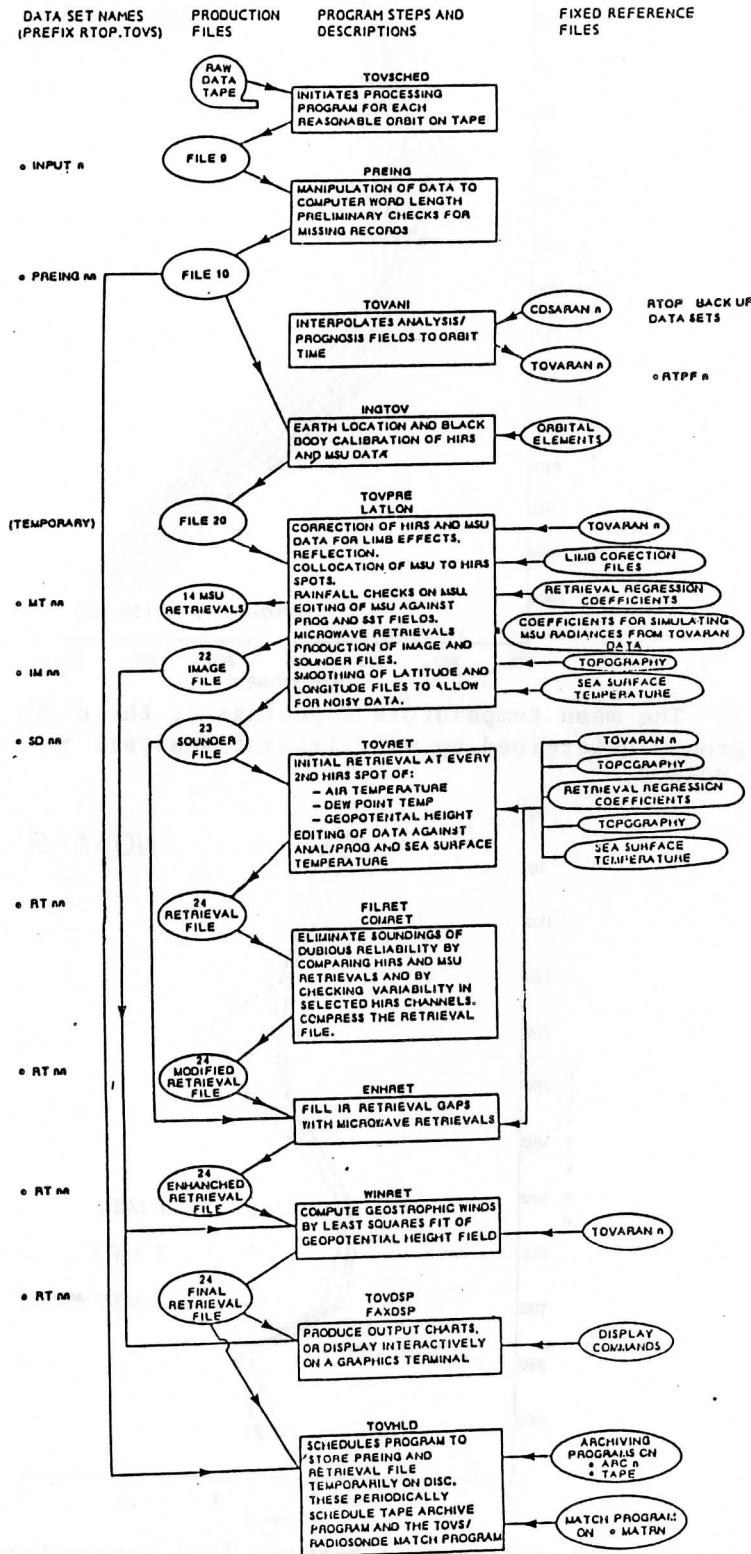 DATA SET NAMES
(PREFIX RTOP.TOVS)
PRODUCTION
FILES
PROGRAM STEPS AND
DESCRIPTIONS
FIXED REFERENCE
FILES
RAW
DATA
TAPE
TOVSCHED
INITIATES PROCESSING
PROGRAM FOR EACH
REASONABLE ORBIT ON TAPE
• INPUT n
FILE 9
PREING
MANIPULATION OF DATA TO
COMPUTER WORD LENGTH
PRELIMINARY CHECKS FOR
MISSING RECORDS
• PREING nn
FILE 10
TOVANI
INTERPOLATES ANALYSIS/
PROGNOSIS FIELDS TO ORBIT
TIME
COSARAN n
RTOP BACK UP
DATA SETS
TOVARAN n
• RTPF n
INGTOV
EARTH LOCATION AND BLACK
BODY CALIBRATION OF HIRS
AND MSU DATA
ORBITAL
ELEMENTS
(TEMPORARY)
FILE 20
TOVPRE
LATLON
CORRECTION OF HIRS AND MSU
DATA FOR LIMB EFFECTS,
REFLECTION.
COLLOCATION OF MSU TO HIRS
SPOTS.
RAINFALL CHECKS ON MSU.
EDITING OF MSU AGAINST
PROG AND SST FIELDS.
MICROWAVE RETRIEVALS
PRODUCTION OF IMAGE AND
SOUNDER FILES.
SMOOTHING OF LATITUDE AND
LONGITUDE FILES TO ALLOW
FOR NOISY DATA.
TOVARAN n
LIMB CORECTION
FILES
RETRIEVAL REGRESSION
COEFFICIENTS
COEFFICIENTS FOR SIMULATING
MSU RADIANCES FROM TOVARAN
DATA
TOPOGRAPHY
SEA SURFACE
TEMPERATURE
• MT nn
14 MSU
RETRIEVALS
• IM nn
22
IMAGE
FILE
• SD nn
23
SOUNDER
FILE
TOVRET
INITIAL RETRIEVAL AT EVERY
2ND HIRS SPOT OF:
– AIR TEMPERATURE
– DEW POINT TEMP
– GEOPOTENTAL HEIGHT
EDITING OF DATA AGAINST
ANAL/PROG AND SEA SURFACE
TEMPERATURE
TOVARAN n
TOPOGRAPHY
RETRIEVAL REGRESSION
COEFFICIENTS
TOPOGRAPHY
SEA SURFACE
TEMPERATURE
• RT nn
24
RETRIEVAL
FILE
FILRET
COMRET
ELIMINATE SOUNDINGS OF
DUBIOUS RELIABILITY BY
COMPARING HIRS AND MSU
RETRIEVALS AND BY
CHECKING VARIABILITY IN
SELECTED HIRS CHANNELS.
COMPRESS THE RETRIEVAL
FILE.
• RT nn
24
MODIFIED
RETRIEVAL
FILE
ENHRET
FILL IR RETRIEVAL GAPS
WITH MICROWAVE RETRIEVALS
• RT nn
24
ENHANCHED
RETRIEVAL
FILE
WINRET
COMPUTE GEOSTROPHIC WINDS
BY LEAST SQUARES FIT OF
GEOPOTENTIAL HEIGHT FIELD
TOVARAN n
• RT nn
24
FINAL
RETRIEVAL
FILE
TOVDSP
FAXDSP
PRODUCE OUTPUT CHARTS,
OR DISPLAY INTERACTIVELY
ON A GRAPHICS TERMINAL
DISPLAY
COMMANDS
TOVHLD
SCHEDULES PROGRAM TO
STORE PREING AND
RETRIEVAL FILE
TEMPORARILY ON DISC.
THESE PERIODICALLY
SCHEDULE TAPE ARCHIVE
PROGRAM AND THE TOVS/
RADIOSONDE MATCH PROGRAM
ARCHIVING
PROGRAMS ON
• ARC n
• TAPE
MATCH PROGRAM
ON • MATRN